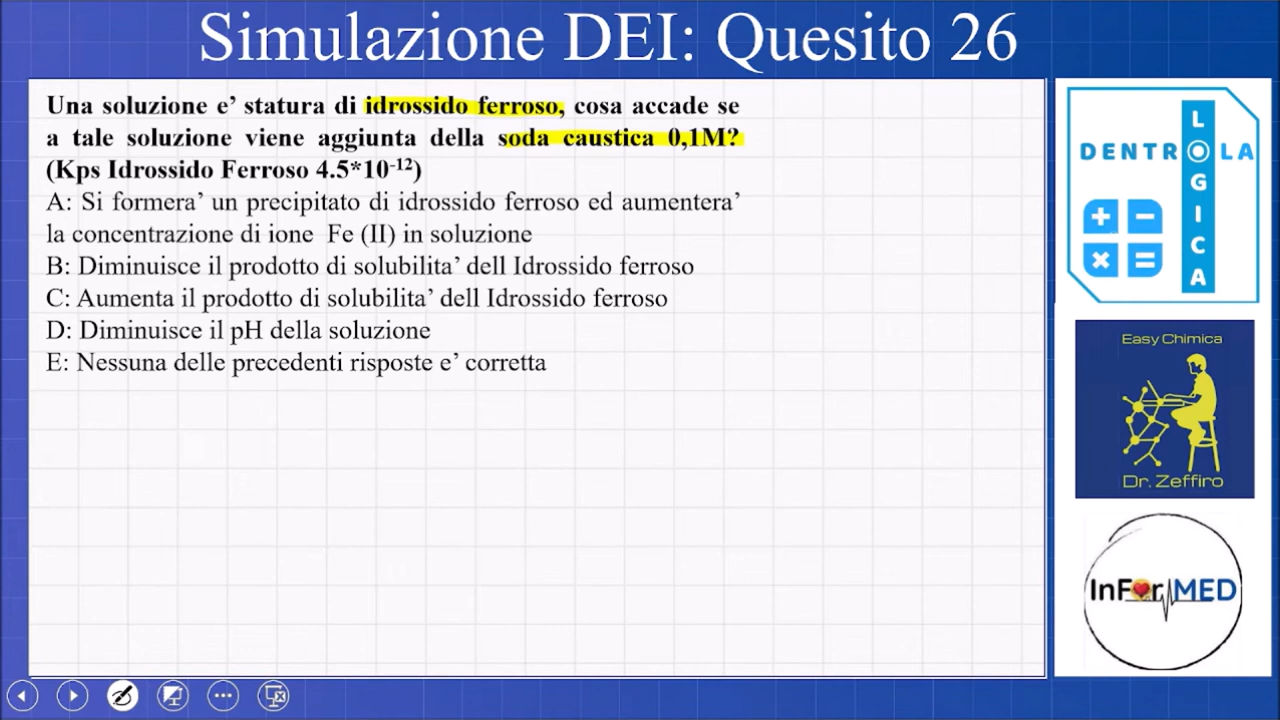 Simulazione DEI: Quesito 26
Una soluzione e' statura di idrossido ferroso, cosa accade se
a tale soluzione viene aggiunta della soda caustica 0,1M?
(Kps Idrossido Ferroso 4.5*10⁻¹²)
A: Si formera' un precipitato di idrossido ferroso ed aumentera'
la concentrazione di ione Fe (II) in soluzione
B: Diminuisce il prodotto di solubilita' dell Idrossido ferroso
C: Aumenta il prodotto di solubilita' dell Idrossido ferroso
D: Diminuisce il pH della soluzione
E: Nessuna delle precedenti risposte e' corretta
DENTRO LA
LOGICA
Easy Chimica
Dr. Zeffiro
InForMED